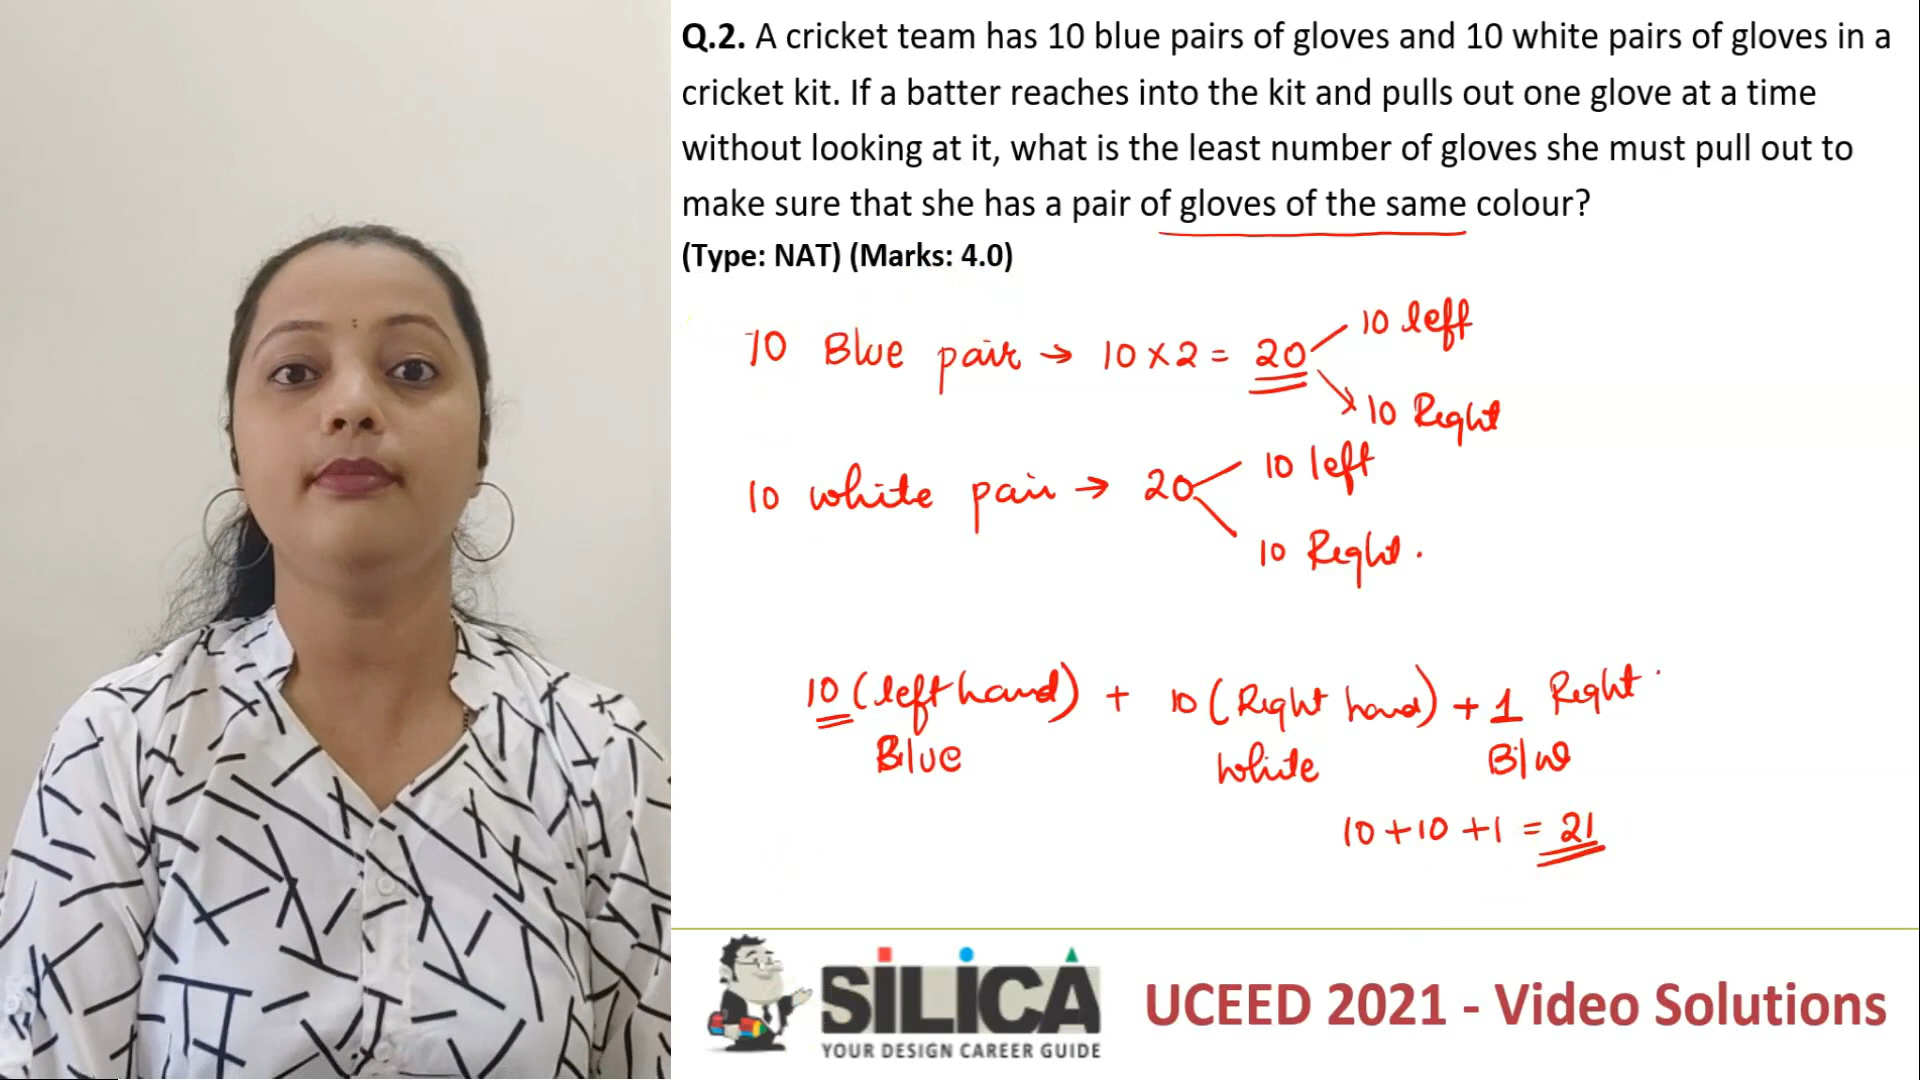 Q.2. A cricket team has 10 blue pairs of gloves and 10 white pairs of gloves in a
cricket kit. If a batter reaches into the kit and pulls out one glove at a time
without looking at it, what is the least number of gloves she must pull out to
make sure that she has a pair of gloves of the same colour?
(Type: NAT) (Marks: 4.0)
10 Blue pair → 10 × 2 = 20
10 left
10 Right
10 white pair → 20
10 left
10 Right.
10 (left hand) + 10 (Right hand) + 1 Right.
Blue white Blue
10 + 10 + 1 = 21
SILICA
YOUR DESIGN CAREER GUIDE
UCEED 2021 - Video Solutions